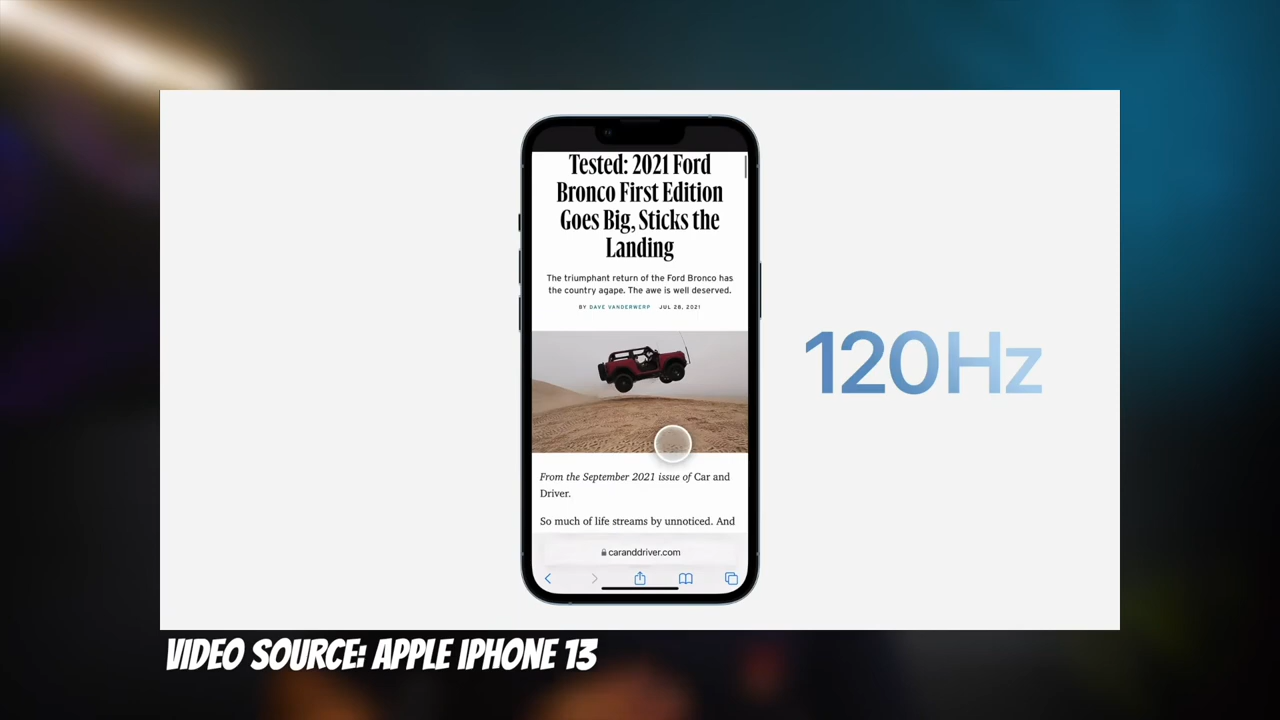 Tested: 2021 Ford
Bronco First Edition
Goes Big, Sticks the
Landing
The triumphant return of the Ford Bronco has
the country agape. The awe is well deserved.
BY DAVE VANDERWERP JUL 28, 2021
From the September 2021 issue of Car and
Driver.
So much of life streams by unnoticed. And
caranddriver.com
120Hz
VIDEO SOURCE: APPLE IPHONE 13